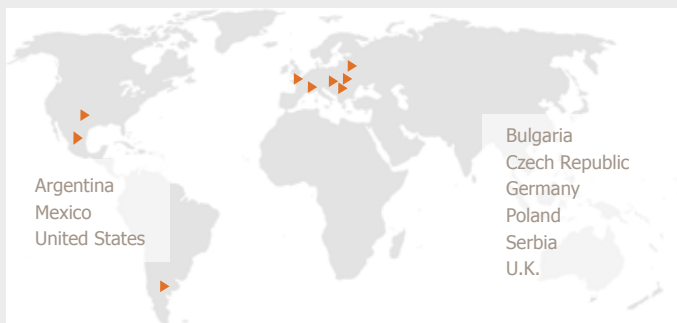 Argentina
Mexico
United States
Bulgaria
Czech Republic
Germany
Poland
Serbia
U.K.